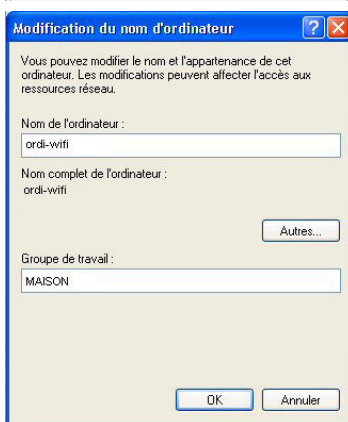 Modification du nom d'ordinateur
Vous pouvez modifier le nom et l'appartenance de cet
ordinateur. Les modifications peuvent affecter l'accès aux
ressources réseau.
Nom de l'ordinateur :
ordi-wifi
Nom complet de l'ordinateur :
ordi-wifi
Autres...
Groupe de travail :
MAISON
OK
Annuler